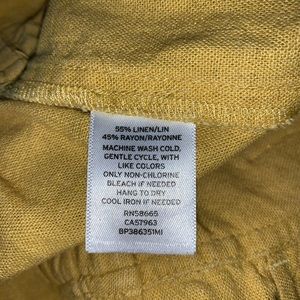 55% LINEN/LIN
45% RAYON/RAYONNE
MACHINE WASH COLD,
GENTLE CYCLE, WITH
LIKE COLORS
ONLY NON-CHLORINE
BLEACH IF NEEDED
HANG TO DRY
COOL IRON IF NEEDED
RN58665
CA57963
BP386351MI